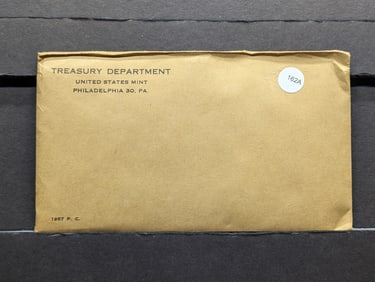 TREASURY DEPARTMENT
UNITED STATES MINT
PHILADELPHIA 30, PA.
162A
1957 P. C.